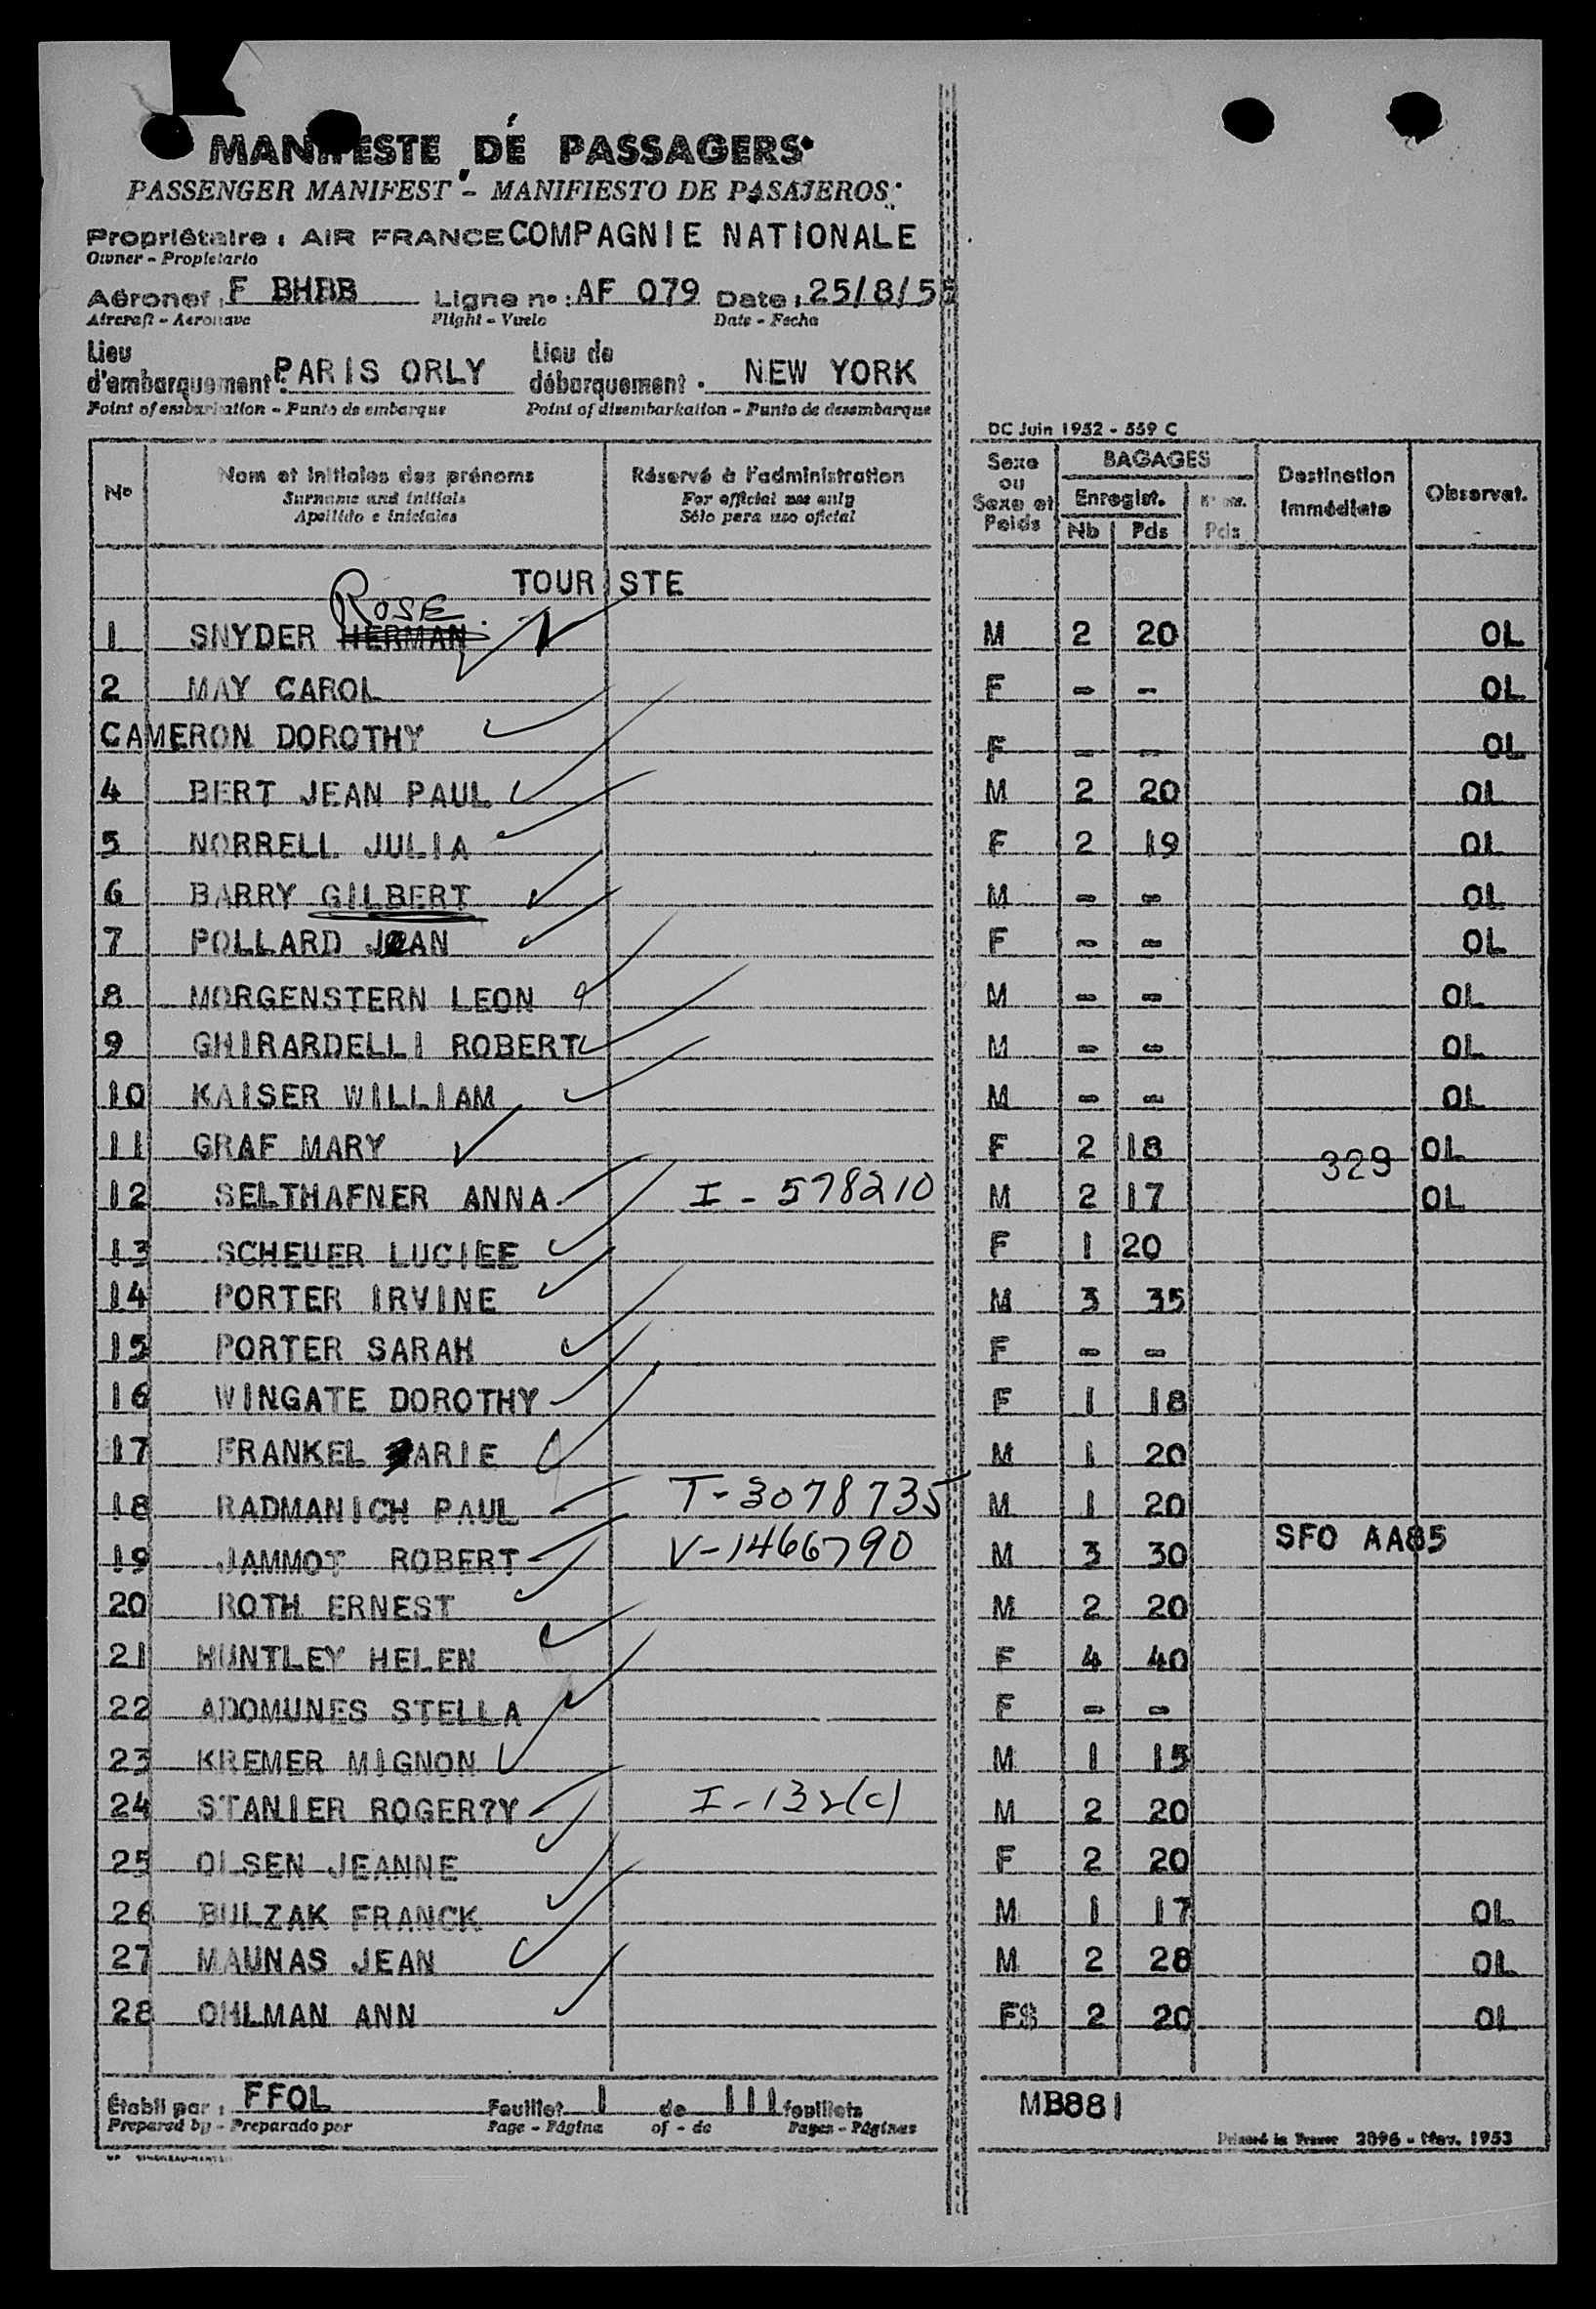 MANIFESTE DE PASSAGERS
PASSENGER MANIFEST - MANIFIESTO DE PASAJEROS
Propriétaire : AIR FRANCE COMPAGNIE NATIONALE
Owner - Propietario
Aéronef : F BHBB Ligne no : AF 079 Date : 25/8/55
Aircraft - Aeronave Flight - Vuelo Date - Fecha
Lieu d'embarquement : PARIS ORLY Lieu de débarquement : NEW YORK
Point of embarkation - Punto de embarque Point of disembarkation - Punto de desembarque
DC Juin 1952 - 559 C
No Nom et initiales des prénoms Réservé à l'administration Sexe ou Sexe et Poids BAGAGES Destination Immédiate Observat.
Surname and initials For official use only Enregist.
Apellido e iniciales Sólo para uso oficial Nb Pds Pds
TOURISTE
ROSE
1 SNYDER HERMAN M 2 20 OL
2 MAY CAROL F - - OL
CAMERON DOROTHY F - - OL
4 BERT JEAN PAUL M 2 20 OL
5 NORRELL JULIA F 2 19 OL
6 BARRY GILBERT M - - OL
7 POLLARD JEAN F - - OL
8 MORGENSTERN LEON M - - OL
9 GHIRARDELLI ROBERT M - - OL
10 KAISER WILLIAM M - - OL
11 GRAF MARY F 2 18 329 OL
12 SELTHAFNER ANNA I - 578210 M 2 17 OL
13 SCHEUER LUCIEE F 1 20
14 PORTER IRVINE M 3 35
15 PORTER SARAH F - -
16 WINGATE DOROTHY F 1 18
17 FRANKEL MARIE M 1 20
18 RADMANICH PAUL T-3078735 M 1 20
19 JAMMOT ROBERT V-1466790 M 3 30 SFO AA85
20 ROTH ERNEST M 2 20
21 HUNTLEY HELEN F 4 40
22 ADOMUNES STELLA F - -
23 KREMER MIGNON M 1 15
24 STANIER ROGER?Y I-132(c) M 2 20
25 OLSEN JEANNE F 2 20
26 BULZAK FRANCK M 1 17 OL
27 MAUNAS JEAN M 2 28 OL
28 OHLMAN ANN FS 2 20 OL
Établi par : FFOL Feuillet 1 de 111 feuillets MB881
Prepared by - Preparado por Page - Página of - de Pages - Páginas
Printed in France 3096 - Nov. 1953